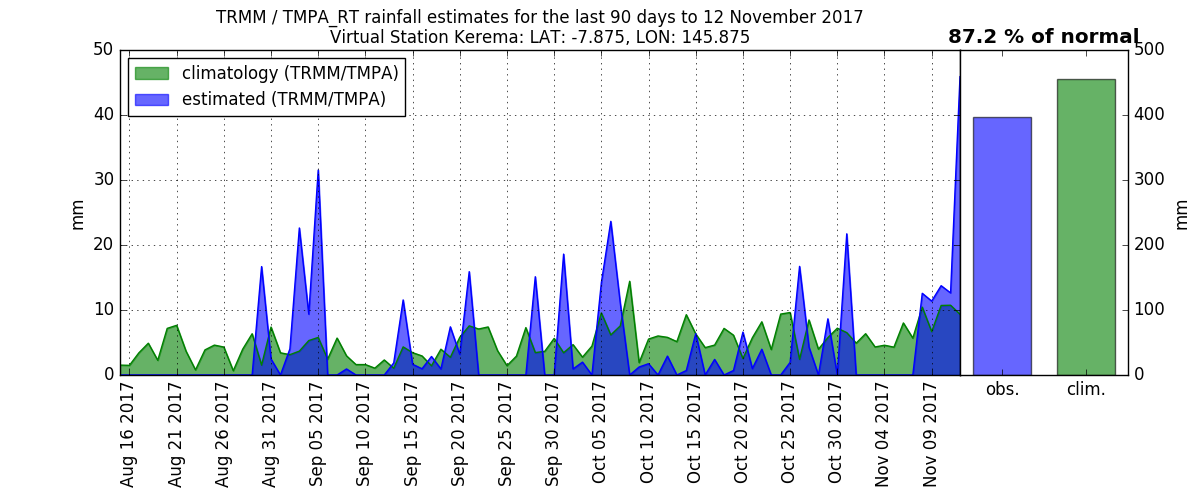 TRMM / TMPA_RT rainfall estimates for the last 90 days to 12 November 2017
Virtual Station Kerema: LAT: -7.875, LON: 145.875
87.2 % of normal
climatology (TRMM/TMPA)
estimated (TRMM/TMPA)
50
40
30
20
10
0
mm
500
400
300
200
100
0
mm
Aug 16 2017
Aug 21 2017
Aug 26 2017
Aug 31 2017
Sep 05 2017
Sep 10 2017
Sep 15 2017
Sep 20 2017
Sep 25 2017
Sep 30 2017
Oct 05 2017
Oct 10 2017
Oct 15 2017
Oct 20 2017
Oct 25 2017
Oct 30 2017
Nov 04 2017
Nov 09 2017
obs.
clim.